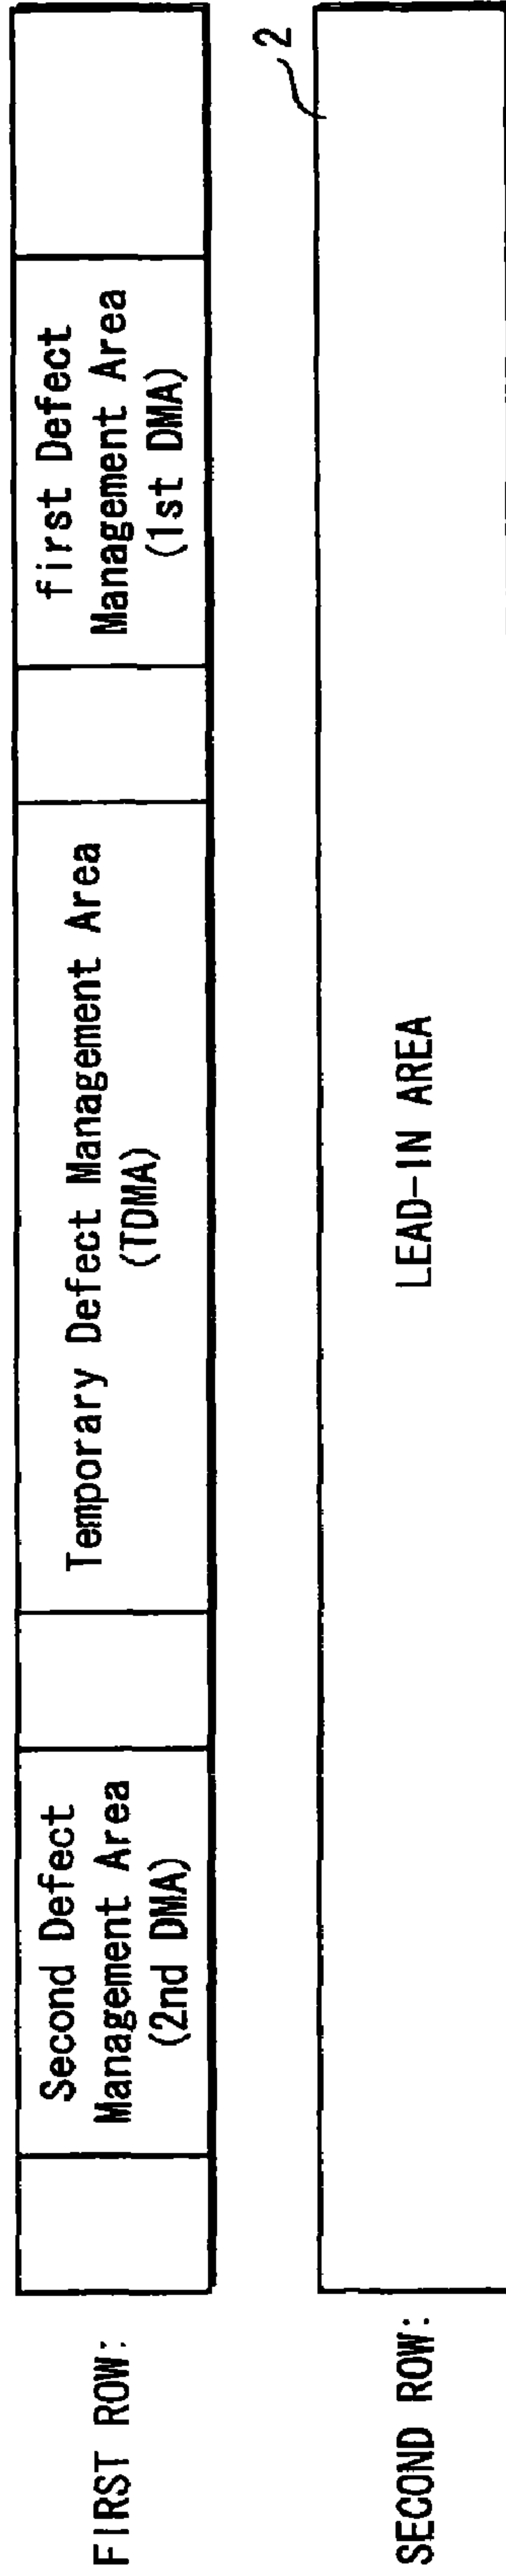 FIRST ROW:
Second Defect
Management Area
(2nd DMA)
Temporary Defect Management Area
(TDMA)
first Defect
Management Area
(1st DMA)
SECOND ROW:
LEAD-IN AREA
2